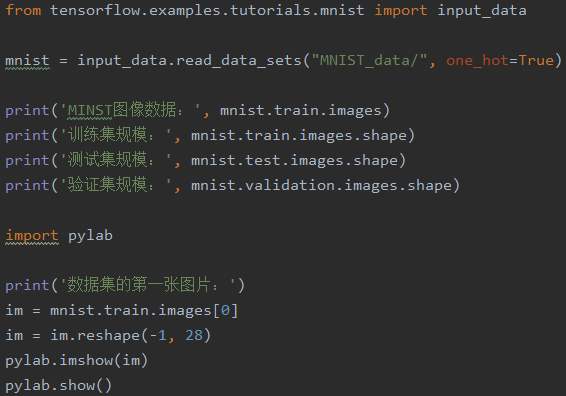 from tensorflow.examples.tutorials.mnist import input_data
mnist = input_data.read_data_sets("MNIST_data/", one_hot=True)
print('MINST图像数据：', mnist.train.images)
print('训练集规模：', mnist.train.images.shape)
print('测试集规模：', mnist.test.images.shape)
print('验证集规模：', mnist.validation.images.shape)
import pylab
print('数据集的第一张图片：')
im = mnist.train.images[0]
im = im.reshape(-1, 28)
pylab.imshow(im)
pylab.show()